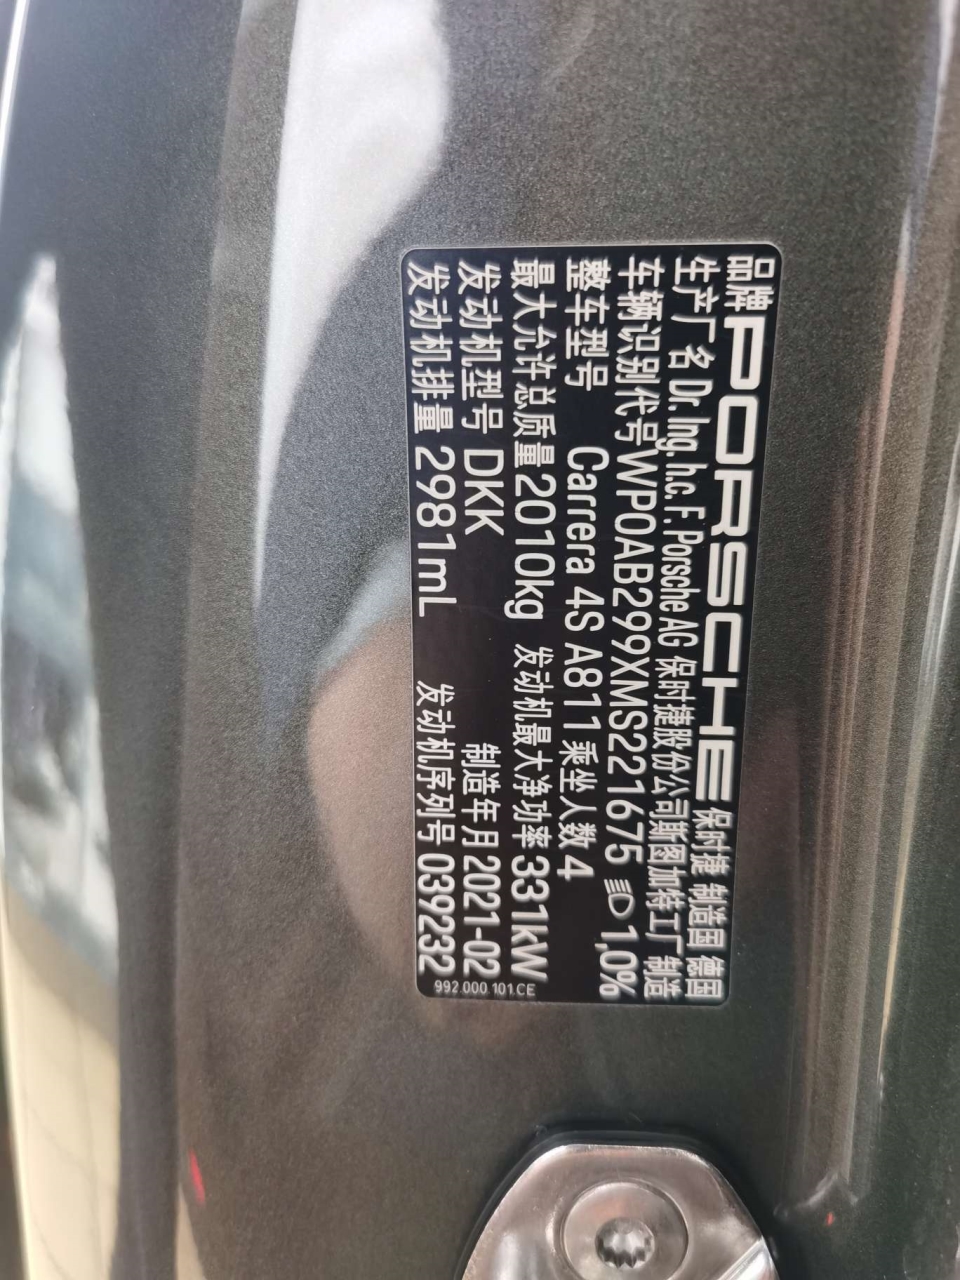 品牌 PORSCHE 保时捷 制造国 德国
生产厂名 Dr. Ing. h.c. F. Porsche AG 保时捷股份公司斯图加特工厂制造
车辆识别代号 WP0AB299XMS221675 1,0%
整车型号 Carrera 4S A811 乘坐人数 4
最大允许总质量 2010kg 发动机最大净功率 331kW
发动机型号 DKK 制造年月 2021-02
发动机排量 2981mL 发动机序列号 039232
992.000.101.CE